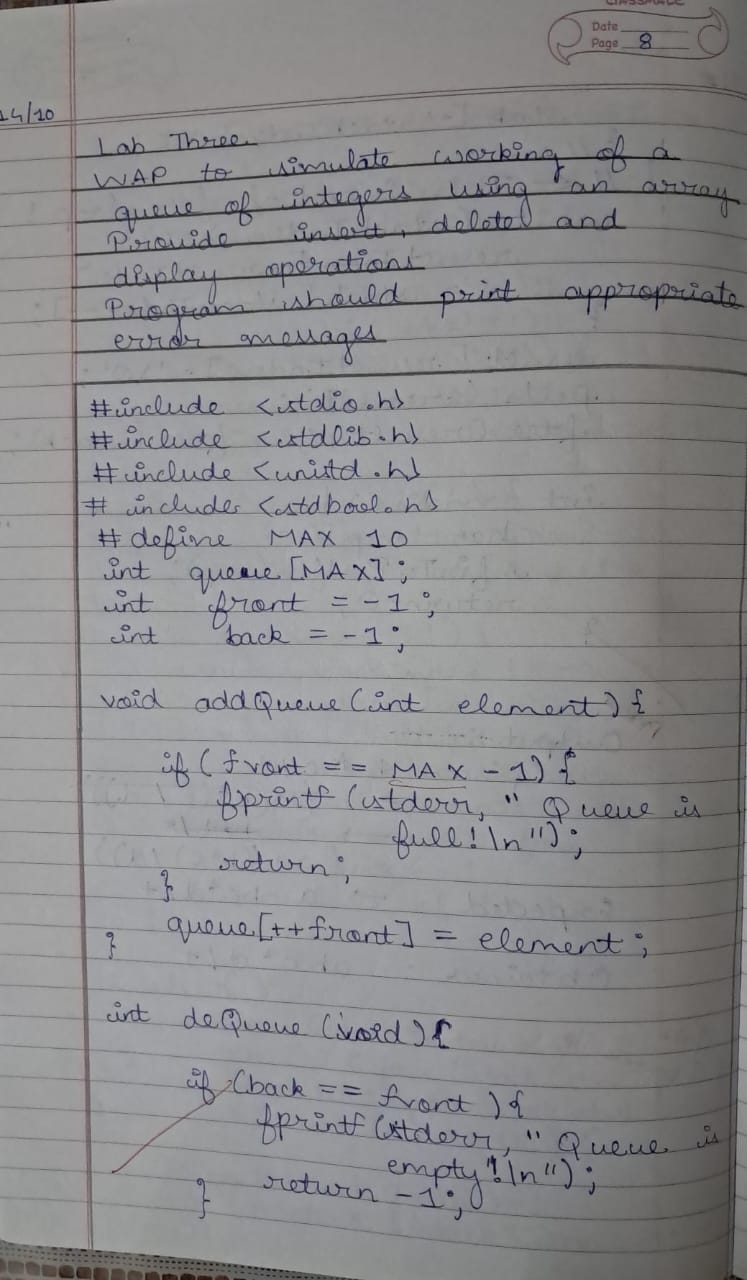 CLASSMATE
Date
Page 8
14/10
Lab Three.
WAP to simulate working of a
queue of integers using an array
Provide insert, delete and
display operations
Program should print appropriate
error messages
#include <stdio.h>
#include <stdlib.h>
#include <unistd.h>
# includes <stdbool.h>
# define MAX 10
int queue [MAX];
int front = -1;
int back = -1;
void addQueue (int element) {
if ( front == MAX - 1) {
fprintf (stderr, " Queue is
full! \n ");
return;
}
queue [++front] = element;
}
int deQueue (void) {
if (back == front ) {
fprintf (stderr, " Queue is
empty! \n ");
return -1;
}